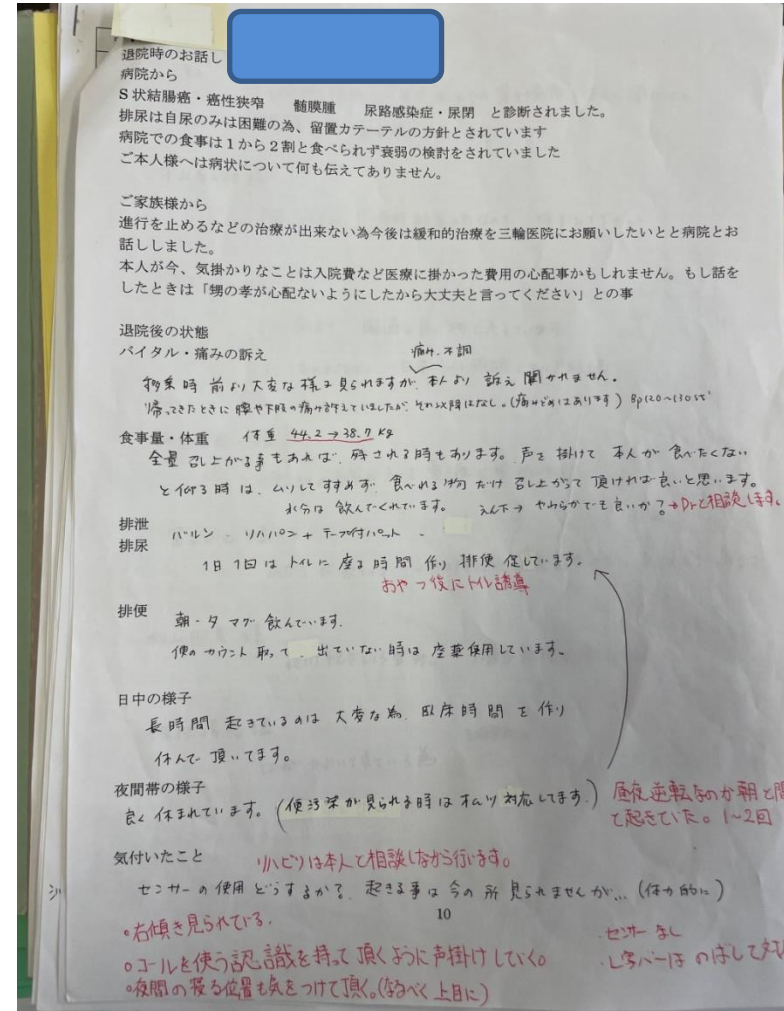 退院時のお話し
病院から
S状結腸癌・癌性狭窄　髄膜腫　尿路感染症・尿閉　と診断されました。
排尿は自尿のみは困難の為、留置カテーテルの方針とされています
病院での食事は1から2割と食べられず衰弱の検討をされていました
ご本人様へは病状について何も伝えてありません。
ご家族様から
進行を止めるなどの治療が出来ない為今後は緩和的治療を三輪医院にお願いしたいとと病院とお
話ししました。
本人が今、気掛かりなことは入院費など医療に掛かった費用の心配事かもしれません。もし話を
したときは「甥の孝が心配ないようにしたから大丈夫と言ってください」との事
退院後の状態
バイタル・痛みの訴え
痛み、不調
移乗時 前より大変な様子見られますが、本人より 訴え 聞かれません。
帰ってきたときに腰や下肢の痛み訴えていましたが、それ以降はなし。(痛み止めはあります) Bp120〜130
食事量・体重　体重 44.2→38.7 kg
全量 召し上がる事もあれば、残される時もあります。声を掛けて 本人が 食べたくない
と仰る時は、ムリしてすすめず、食べれる物だけ 召し上がって 頂ければ良いと思います。
水分は 飲んでくれています。　えん下→ やわらかでも良いか？→Drと相談します。
排泄
排尿　バルン - リハパン + テープ付パット -
1日1回は トイレに座る時間 作り 排便 促しています。
おやつ後にトイレ誘導
排便　朝-夕 マグ 飲んでいます。
便のカウント取って、出ていない時は 座薬使用しています。
日中の様子
長時間 起きているのは 大変な為、臥床時間を作り
休んで 頂いてます。
夜間帯の様子
良く休まれています。(便汚染が見られる時はオムツ対応してます。)
昼夜逆転なのか朝と
と起きていた。1〜2回
気付いたこと　リハビリは本人と相談しながら行います。
センサーの使用どうするか？ 起きる事は今の所 見られませんが… (体力的に)
10
○右傾き見られている。
・センサーなし
○コールを使う認識を持って頂くように声掛けしていく。
・L字バーは のばして
○夜間の寝る位置も気をつけて頂く。(なるべく上目に)